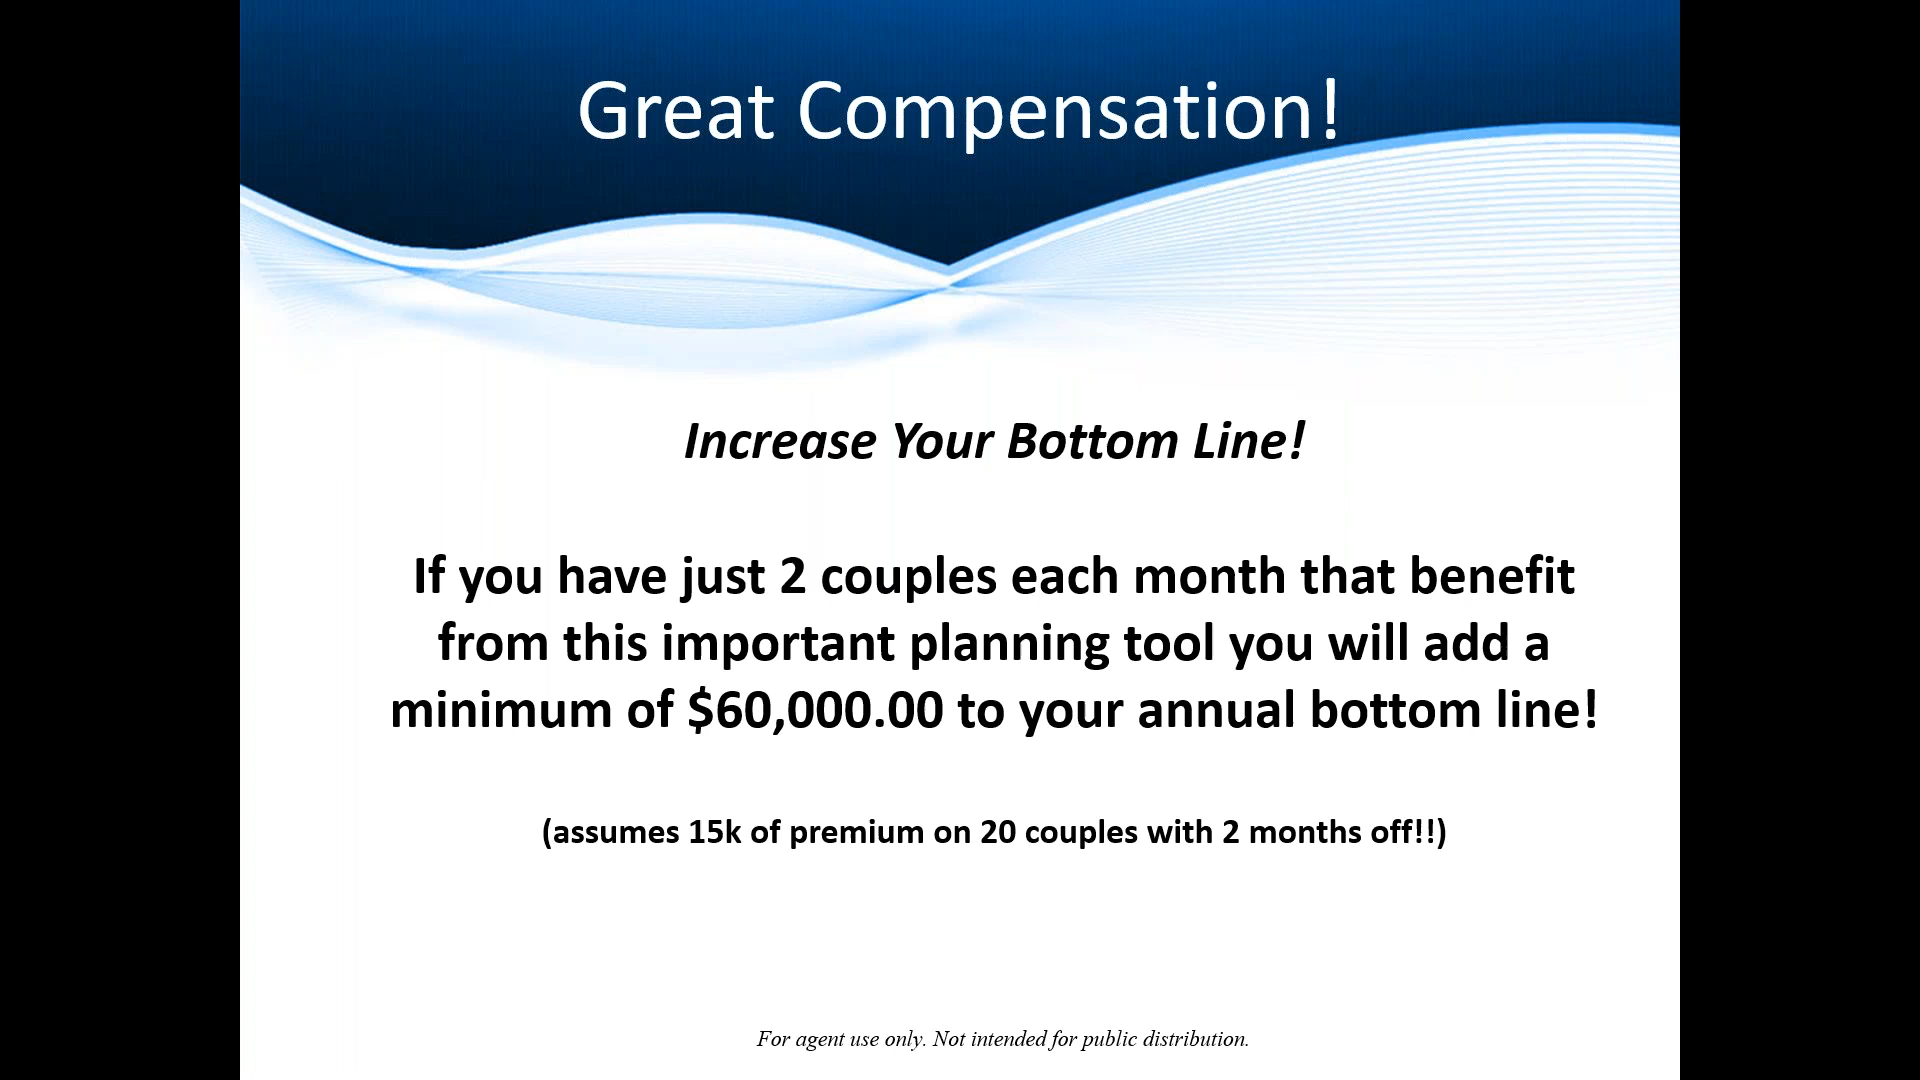 Great Compensation!
Increase Your Bottom Line!
If you have just 2 couples each month that benefit
from this important planning tool you will add a
minimum of $60,000.00 to your annual bottom line!
(assumes 15k of premium on 20 couples with 2 months off!!)
For agent use only. Not intended for public distribution.